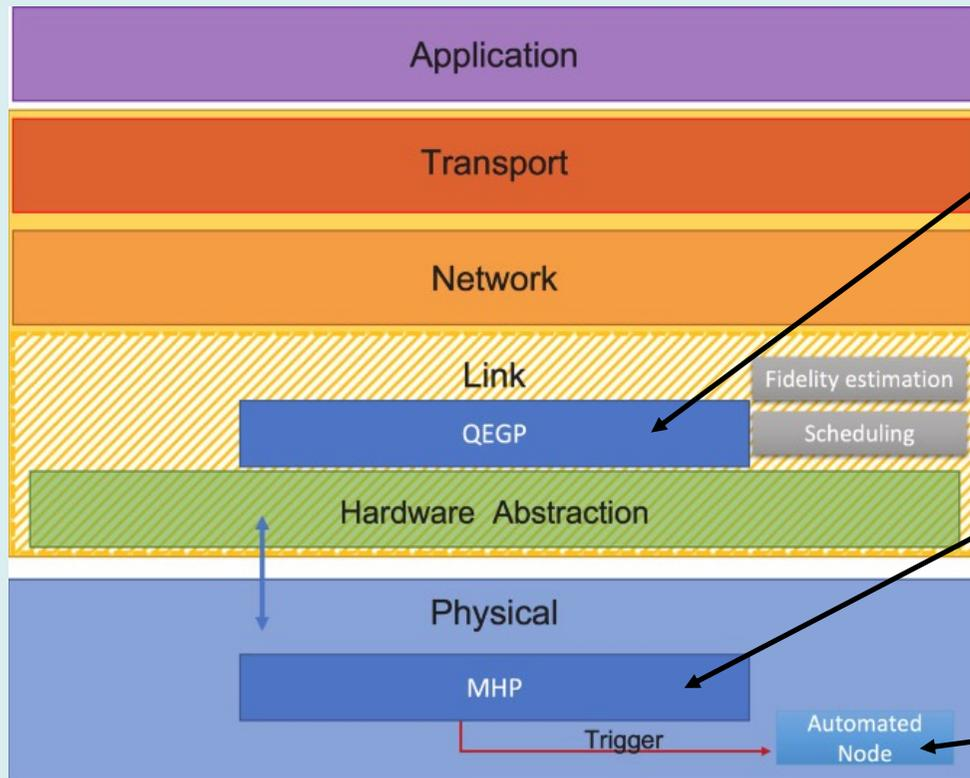 Application
Transport
Network
Link
Fidelity estimation
QEGP
Scheduling
Hardware Abstraction
Physical
MHP
Trigger
Automated
Node